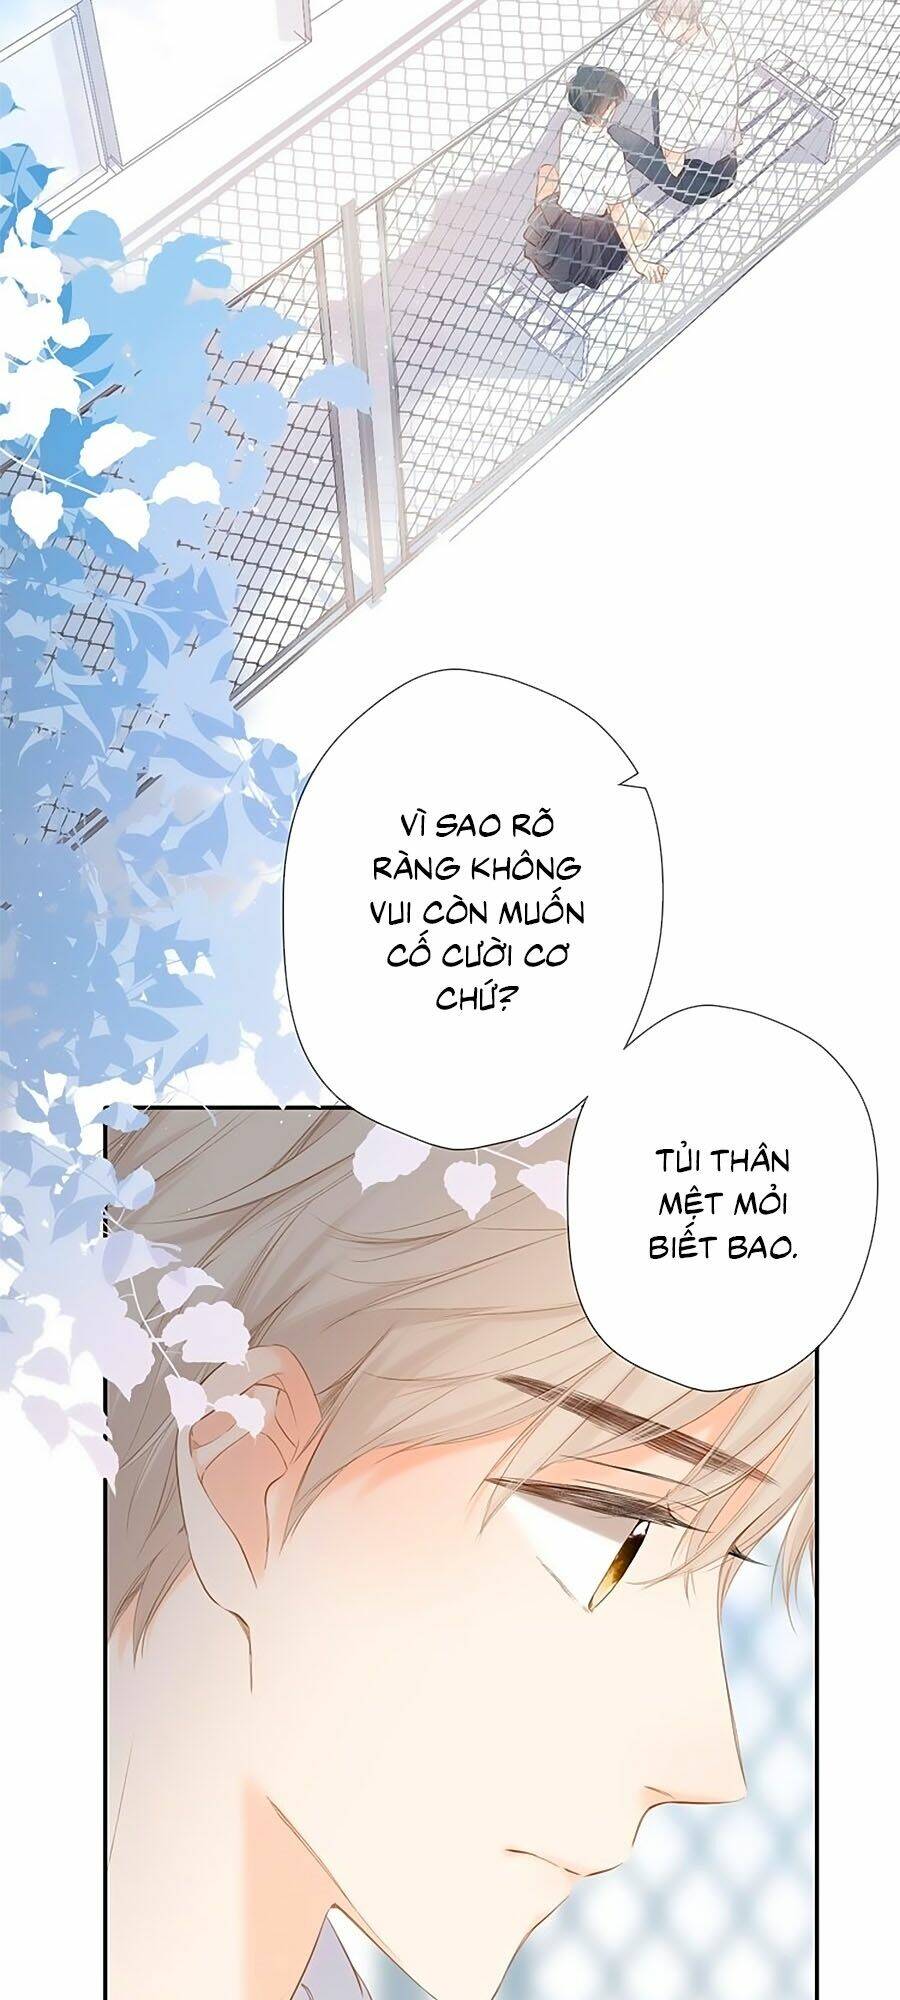 VÌ SAO RÕ
RÀNG KHÔNG
VUI CÒN MUỐN
CỐ CƯỜI CƠ
CHỨ?
TỦI THÂN
MỆT MỎI
BIẾT BAO.